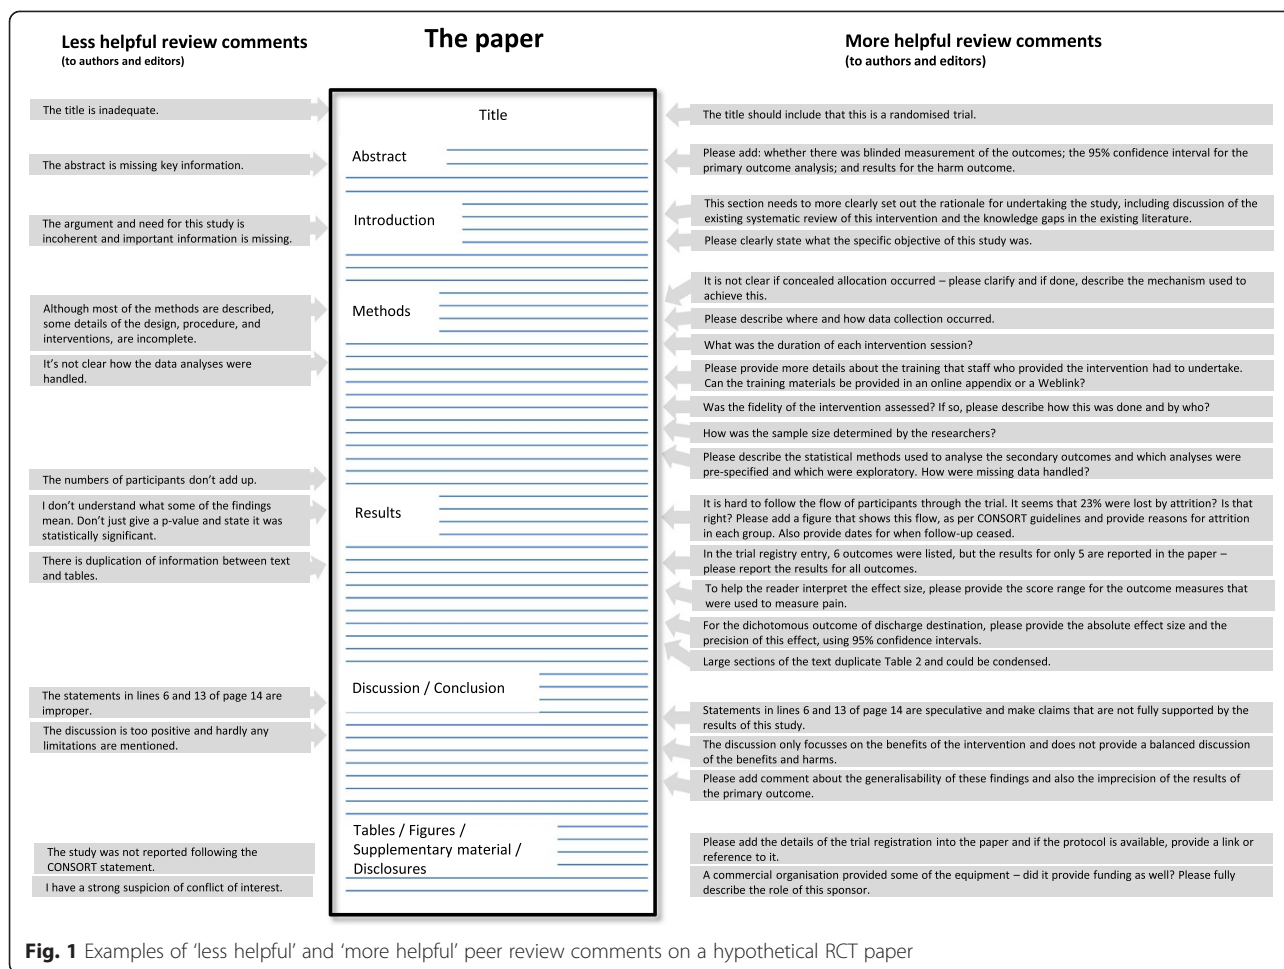 Less helpful review comments
(to authors and editors)
The title is inadequate.
The abstract is missing key information.
The argument and need for this study is
incoherent and important information is missing.
Although most of the methods are described,
some details of the design, procedure, and
interventions, are incomplete.
It's not clear how the data analyses were
handled.
The numbers of participants don't add up.
I don't understand what some of the findings
mean. Don't just give a p-value and state it was
statistically significant.
There is duplication of information between text
and tables.
The statements in lines 6 and 13 of page 14 are
improper.
The discussion is too positive and hardly any
limitations are mentioned.
The study was not reported following the
CONSORT statement.
I have a strong suspicion of conflict of interest.
The paper
Title
Abstract
Introduction
Methods
Results
Discussion / Conclusion
Tables / Figures /
Supplementary material /
Disclosures
More helpful review comments
(to authors and editors)
The title should include that this is a randomised trial.
Please add: whether there was blinded measurement of the outcomes; the 95% confidence interval for the
primary outcome analysis; and results for the harm outcome.
This section needs to more clearly set out the rationale for undertaking the study, including discussion of the
existing systematic review of this intervention and the knowledge gaps in the existing literature.
Please clearly state what the specific objective of this study was.
It is not clear if concealed allocation occurred – please clarify and if done, describe the mechanism used to
achieve this.
Please describe where and how data collection occurred.
What was the duration of each intervention session?
Please provide more details about the training that staff who provided the intervention had to undertake.
Can the training materials be provided in an online appendix or a Weblink?
Was the fidelity of the intervention assessed? If so, please describe how this was done and by who?
How was the sample size determined by the researchers?
Please describe the statistical methods used to analyse the secondary outcomes and which analyses were
pre-specified and which were exploratory. How were missing data handled?
It is hard to follow the flow of participants through the trial. It seems that 23% were lost by attrition? Is that
right? Please add a figure that shows this flow, as per CONSORT guidelines and provide reasons for attrition
in each group. Also provide dates for when follow-up ceased.
In the trial registry entry, 6 outcomes were listed, but the results for only 5 are reported in the paper –
please report the results for all outcomes.
To help the reader interpret the effect size, please provide the score range for the outcome measures that
were used to measure pain.
For the dichotomous outcome of discharge destination, please provide the absolute effect size and the
precision of this effect, using 95% confidence intervals.
Large sections of the text duplicate Table 2 and could be condensed.
Statements in lines 6 and 13 of page 14 are speculative and make claims that are not fully supported by the
results of this study.
The discussion only focusses on the benefits of the intervention and does not provide a balanced discussion
of the benefits and harms.
Please add comment about the generalisability of these findings and also the imprecision of the results of
the primary outcome.
Please add the details of the trial registration into the paper and if the protocol is available, provide a link or
reference to it.
A commercial organisation provided some of the equipment – did it provide funding as well? Please fully
describe the role of this sponsor.
Fig. 1 Examples of 'less helpful' and 'more helpful' peer review comments on a hypothetical RCT paper